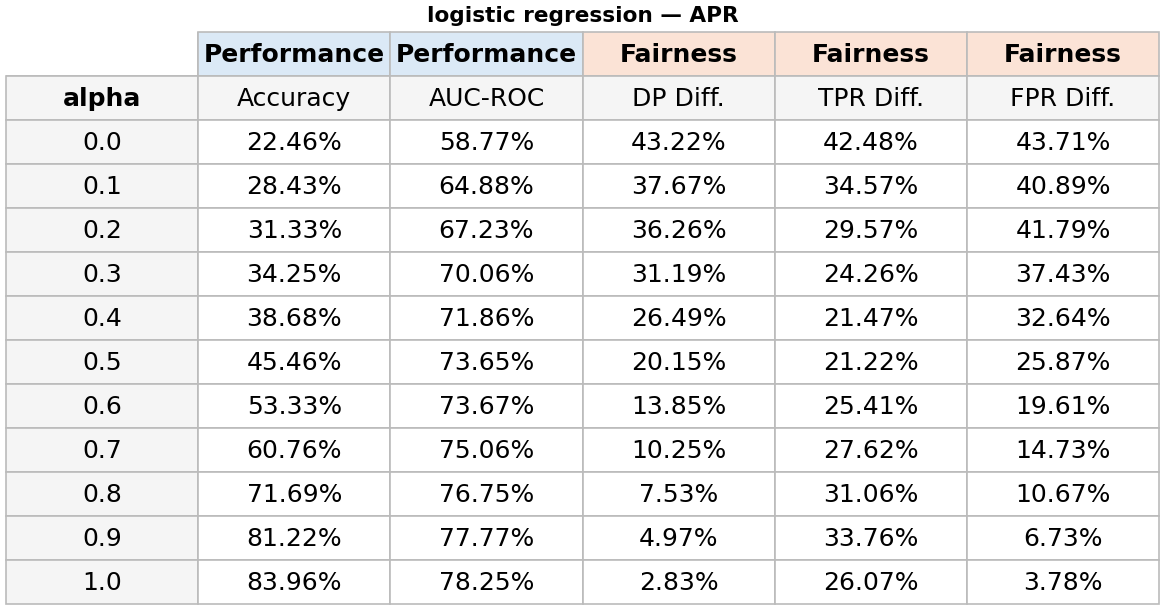 logistic regression — APR
Performance Performance Fairness Fairness Fairness
alpha Accuracy AUC-ROC DP Diff. TPR Diff. FPR Diff.
0.0 22.46% 58.77% 43.22% 42.48% 43.71%
0.1 28.43% 64.88% 37.67% 34.57% 40.89%
0.2 31.33% 67.23% 36.26% 29.57% 41.79%
0.3 34.25% 70.06% 31.19% 24.26% 37.43%
0.4 38.68% 71.86% 26.49% 21.47% 32.64%
0.5 45.46% 73.65% 20.15% 21.22% 25.87%
0.6 53.33% 73.67% 13.85% 25.41% 19.61%
0.7 60.76% 75.06% 10.25% 27.62% 14.73%
0.8 71.69% 76.75% 7.53% 31.06% 10.67%
0.9 81.22% 77.77% 4.97% 33.76% 6.73%
1.0 83.96% 78.25% 2.83% 26.07% 3.78%